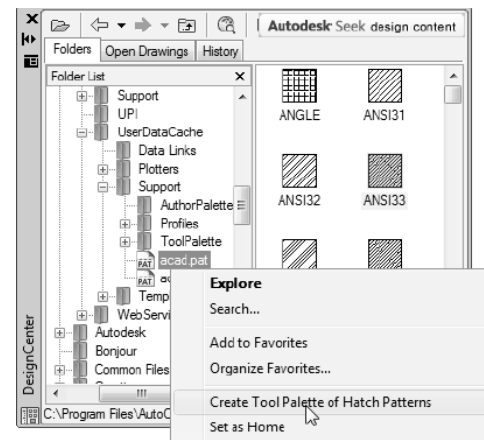 Autodesk Seek design content
Folders Open Drawings History
Folder List
Support
UPI
UserDataCache
Data Links
Plotters
Support
AuthorPalette
Profiles
ToolPalette
PAT acad.pat
PAT
Temp
WebServi
Autodesk
Bonjour
Common Files
ANGLE ANSI31
ANSI32 ANSI33
Explore
Search...
Add to Favorites
Organize Favorites...
Create Tool Palette of Hatch Patterns
Set as Home
DesignCenter
C:\Program Files\AutoC